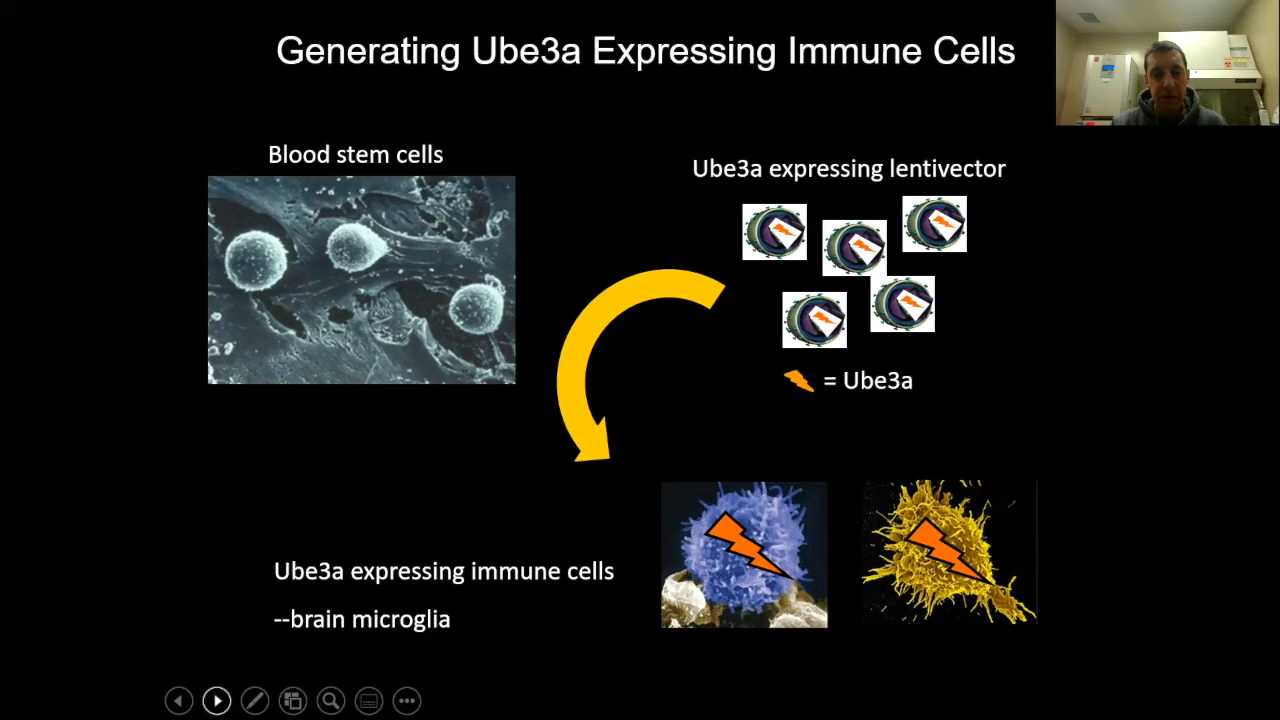 Generating Ube3a Expressing Immune Cells
Blood stem cells
Ube3a expressing lentivector
= Ube3a
Ube3a expressing immune cells
--brain microglia